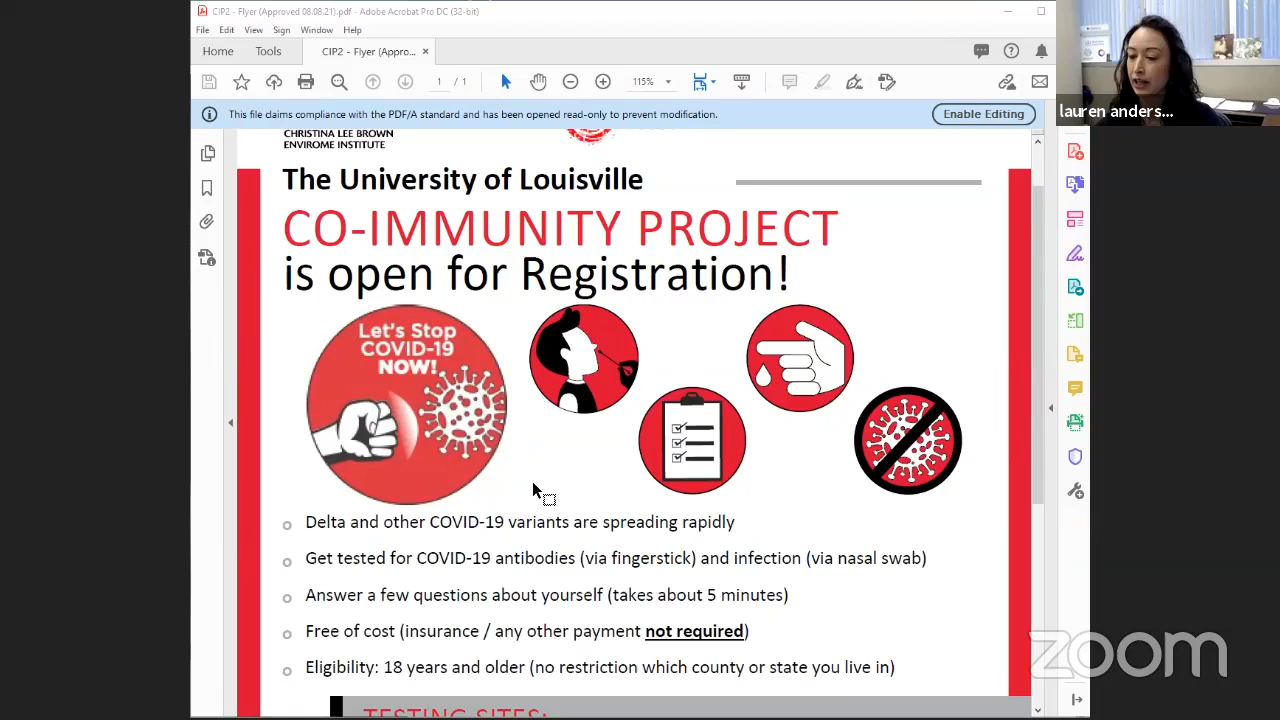 CIP2 - Flyer (Approved 08.08.21).pdf - Adobe Acrobat Pro DC (32-bit)
File Edit View Sign Window Help
Home Tools CIP2 - Flyer (Appro... ×
/ 1 115%
This file claims compliance with the PDF/A standard and has been opened read-only to prevent modification. Enable Editing
lauren anders...
CHRISTINA LEE BROWN
ENVIROME INSTITUTE
The University of Louisville
CO-IMMUNITY PROJECT
is open for Registration!
Let's Stop
COVID-19
NOW!
Delta and other COVID-19 variants are spreading rapidly
Get tested for COVID-19 antibodies (via fingerstick) and infection (via nasal swab)
Answer a few questions about yourself (takes about 5 minutes)
Free of cost (insurance / any other payment not required)
Eligibility: 18 years and older (no restriction which county or state you live in)
TESTING SITES:
zoom